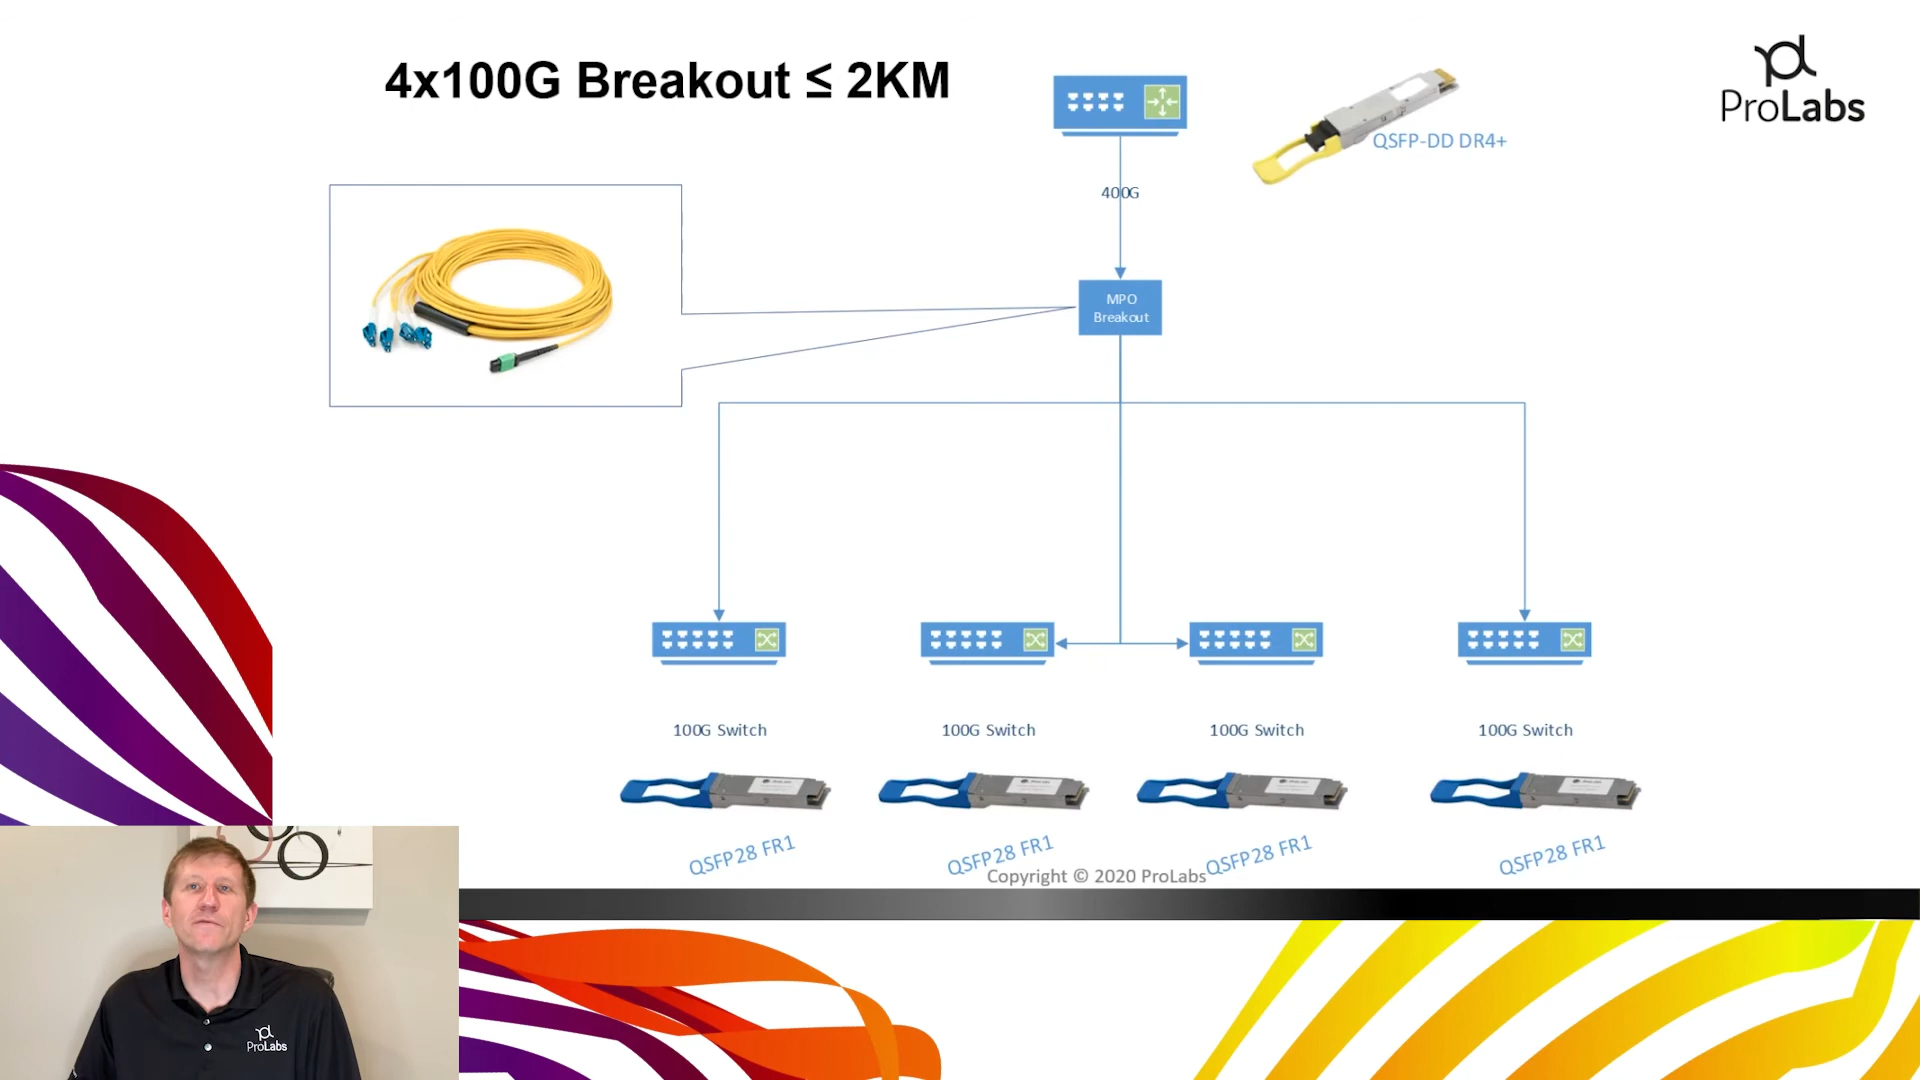 4x100G Breakout ≤ 2KM
ProLabs
QSFP-DD DR4+
400G
MPO
Breakout
100G Switch
100G Switch
100G Switch
100G Switch
QSFP28 FR1
QSFP28 FR1
QSFP28 FR1
QSFP28 FR1
Copyright © 2020 ProLabs
ProLabs